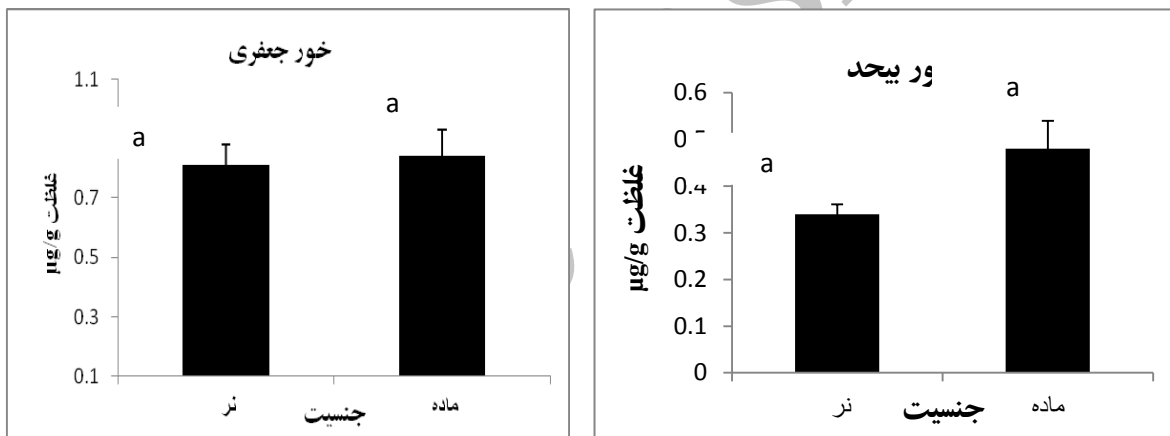 خور جعفری
1.1
a
a
0.7
0.5
0.3
0.1
غلظت µg/g
نر
ماده
جنسیت
ور بیحد
0.6
a
a
0.4
0.3
0.2
0.1
0
غلظت µg/g
نر
ماده
جنسیت